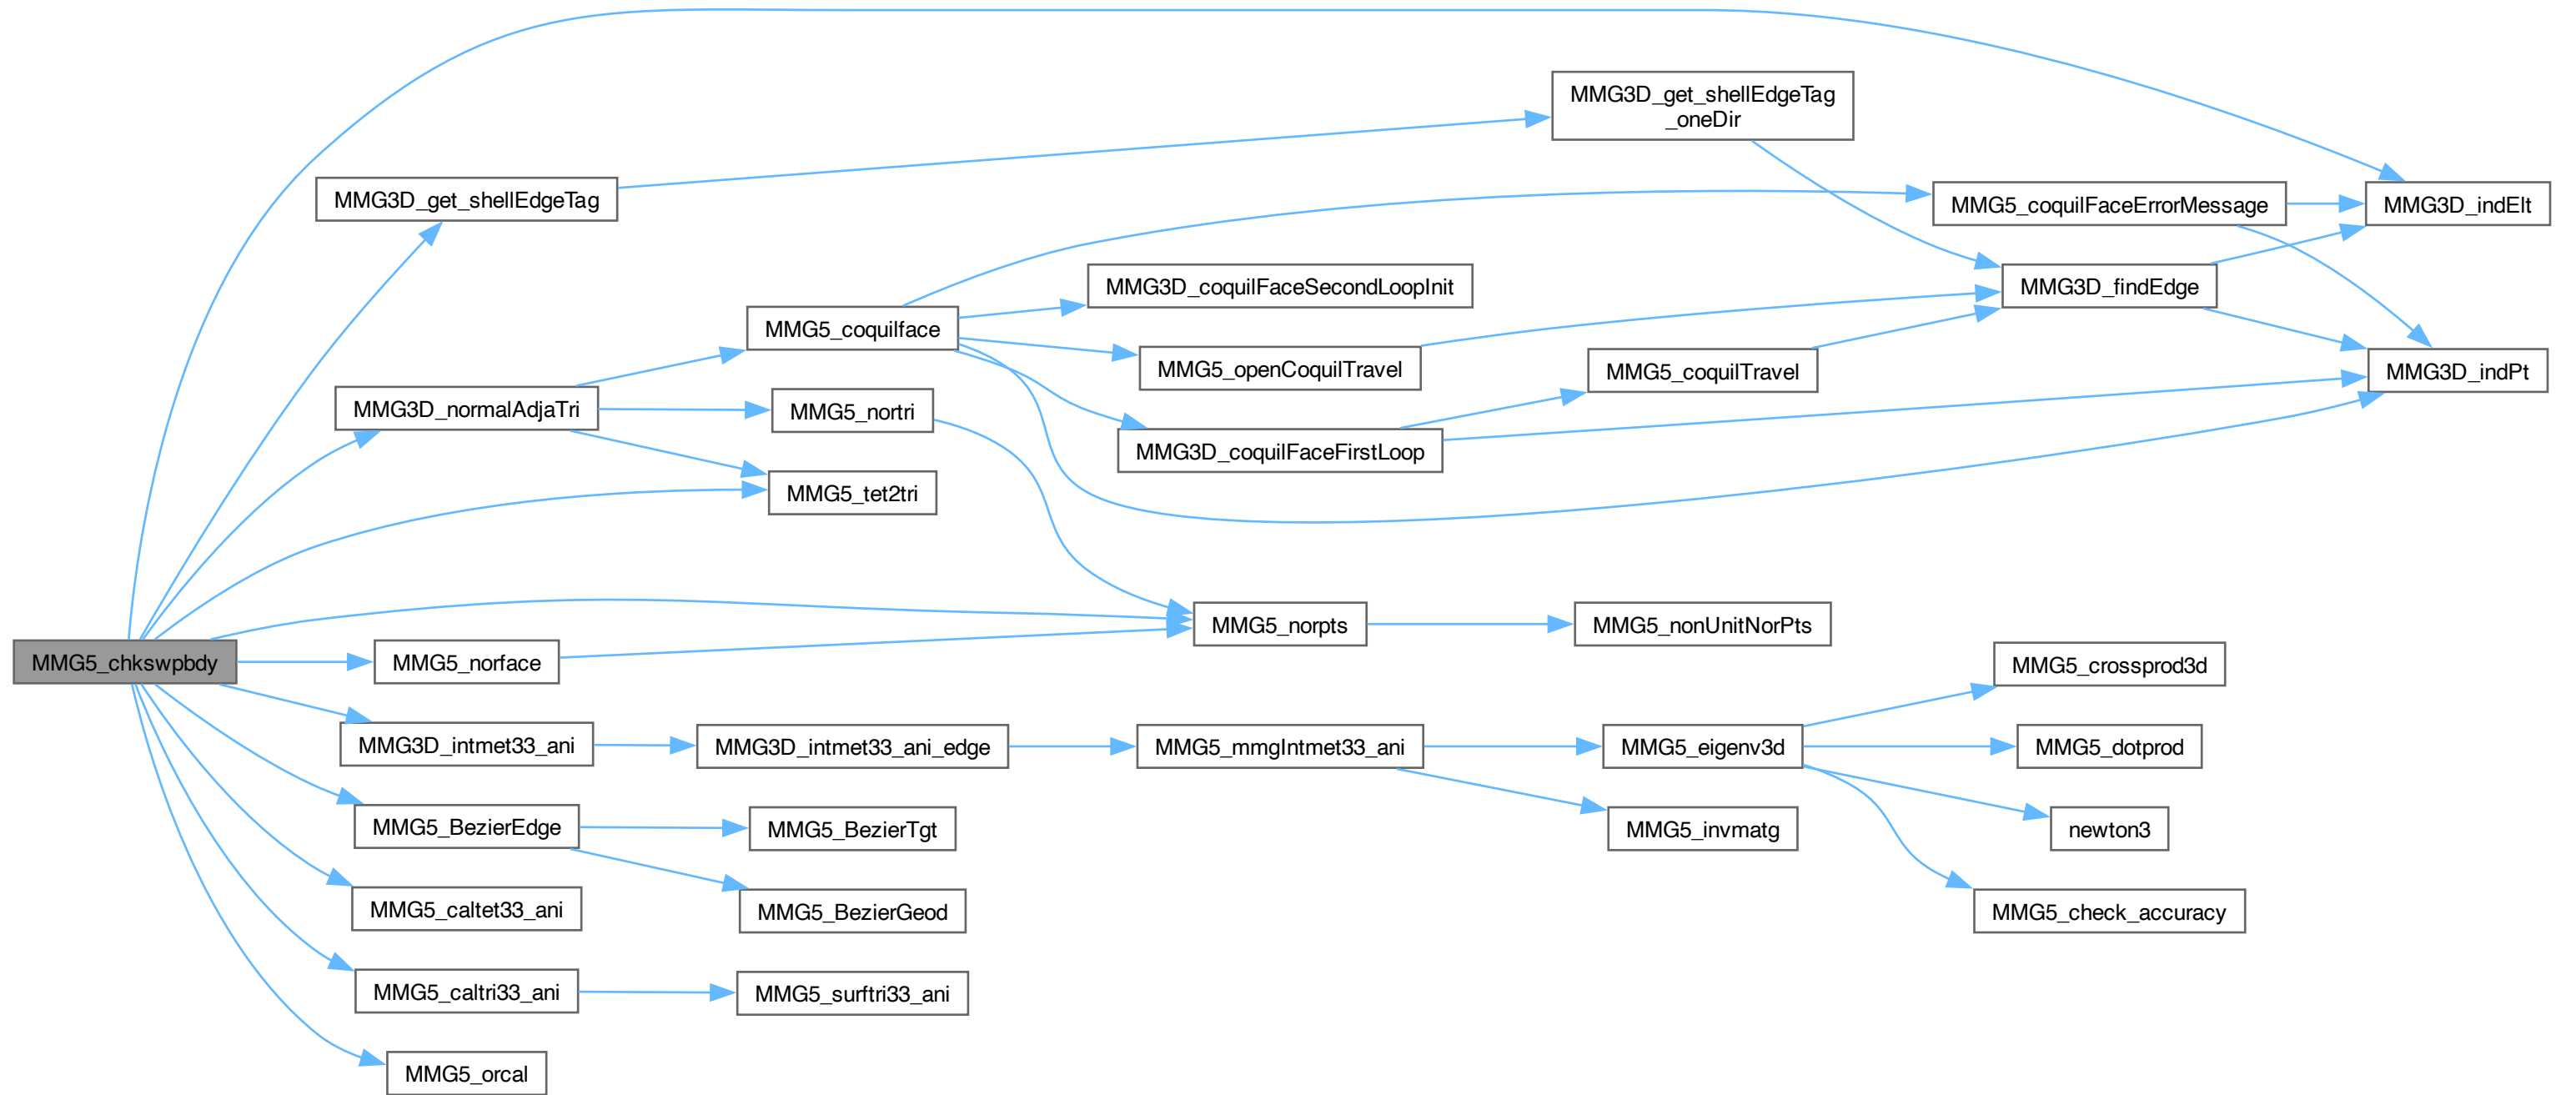 MMG5_chkswpbdy
MMG3D_get_shellEdgeTag
MMG3D_normalAdjaTri
MMG5_norface
MMG3D_intmet33_ani
MMG5_BezierEdge
MMG5_caltet33_ani
MMG5_caltri33_ani
MMG5_orcal
MMG5_coquilface
MMG5_nortri
MMG5_tet2tri
MMG3D_intmet33_ani_edge
MMG5_BezierTgt
MMG5_BezierGeod
MMG5_surftri33_ani
MMG3D_coquilFaceSecondLoopInit
MMG5_openCoquilTravel
MMG3D_coquilFaceFirstLoop
MMG5_norpts
MMG5_mmgIntmet33_ani
MMG3D_get_shellEdgeTag
_oneDir
MMG5_coquilTravel
MMG5_nonUnitNorPts
MMG5_eigenv3d
MMG5_invmatg
MMG5_coquilFaceErrorMessage
MMG3D_findEdge
MMG5_crossprod3d
MMG5_dotprod
newton3
MMG5_check_accuracy
MMG3D_indElt
MMG3D_indPt